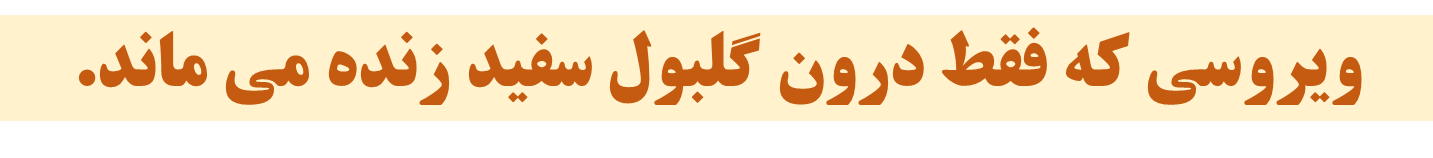 ویروسی که فقط درون گلبول سفید زنده می ماند.